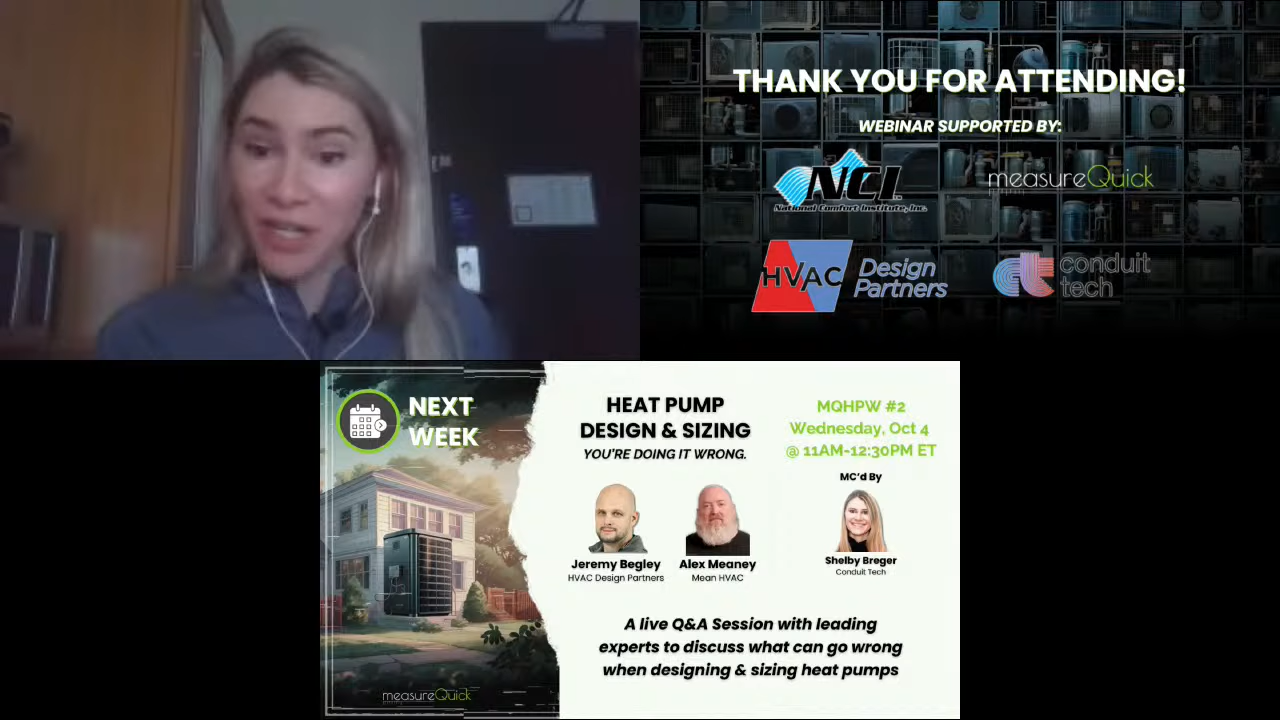 THANK YOU FOR ATTENDING!
WEBINAR SUPPORTED BY:
NCI
National Comfort Institute, Inc.
measureQuick
HVAC Design
Partners
conduit
tech
NEXT
WEEK
HEAT PUMP
DESIGN & SIZING
YOU'RE DOING IT WRONG.
MQHPW #2
Wednesday, Oct 4
@ 11AM-12:30PM ET
MC'd By
Jeremy Begley
HVAC Design Partners
Alex Meaney
Mean HVAC
Shelby Breger
Conduit Tech
A live Q&A Session with leading
experts to discuss what can go wrong
when designing & sizing heat pumps
measureQuick